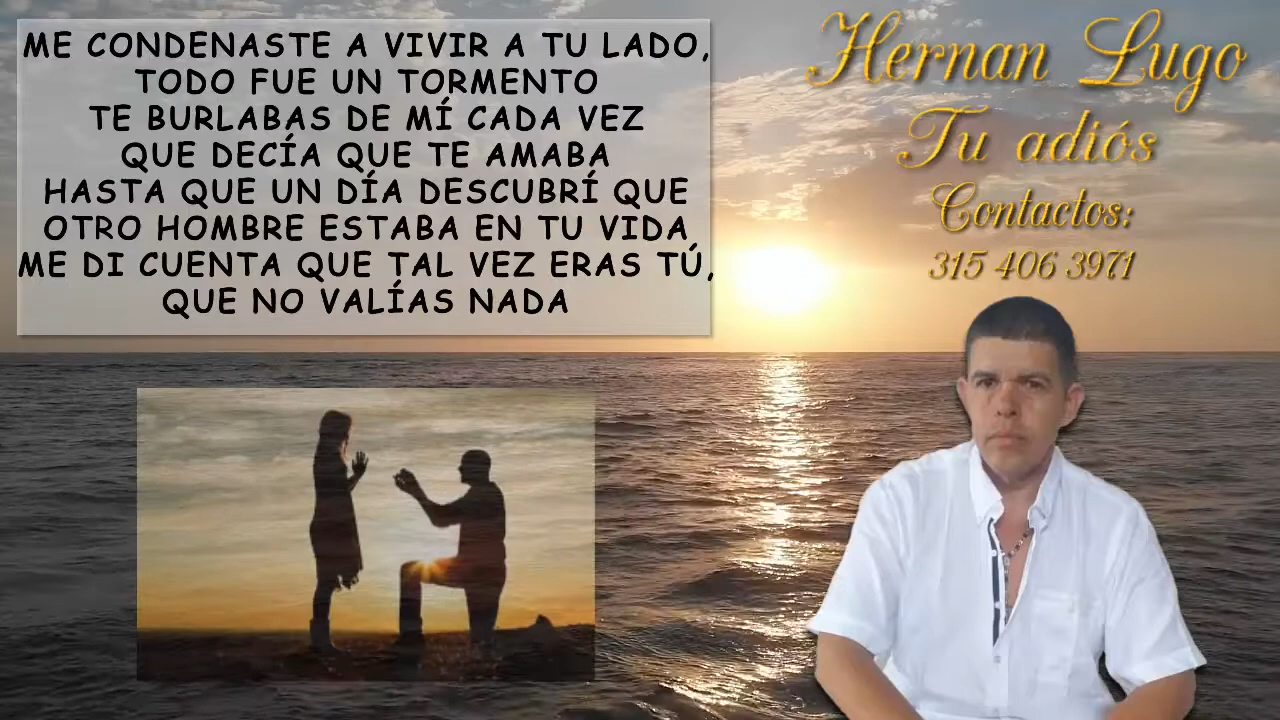 ME CONDENASTE A VIVIR A TU LADO,
TODO FUE UN TORMENTO
TE BURLABAS DE MÍ CADA VEZ
QUE DECÍA QUE TE AMABA
HASTA QUE UN DÍA DESCUBRÍ QUE
OTRO HOMBRE ESTABA EN TU VIDA
ME DI CUENTA QUE TAL VEZ ERAS TÚ,
QUE NO VALÍAS NADA
Hernan Lugo
Tu adiós
Contactos:
315 406 3971